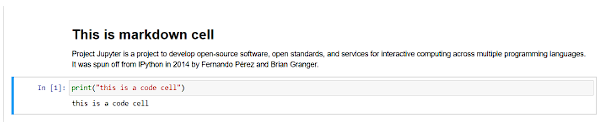 This is markdown cell
Project Jupyter is a project to develop open-source software, open standards, and services for interactive computing across multiple programming languages.
It was spun off from IPython in 2014 by Fernando Pérez and Brian Granger.
In [1]: print("this is a code cell")
this is a code cell